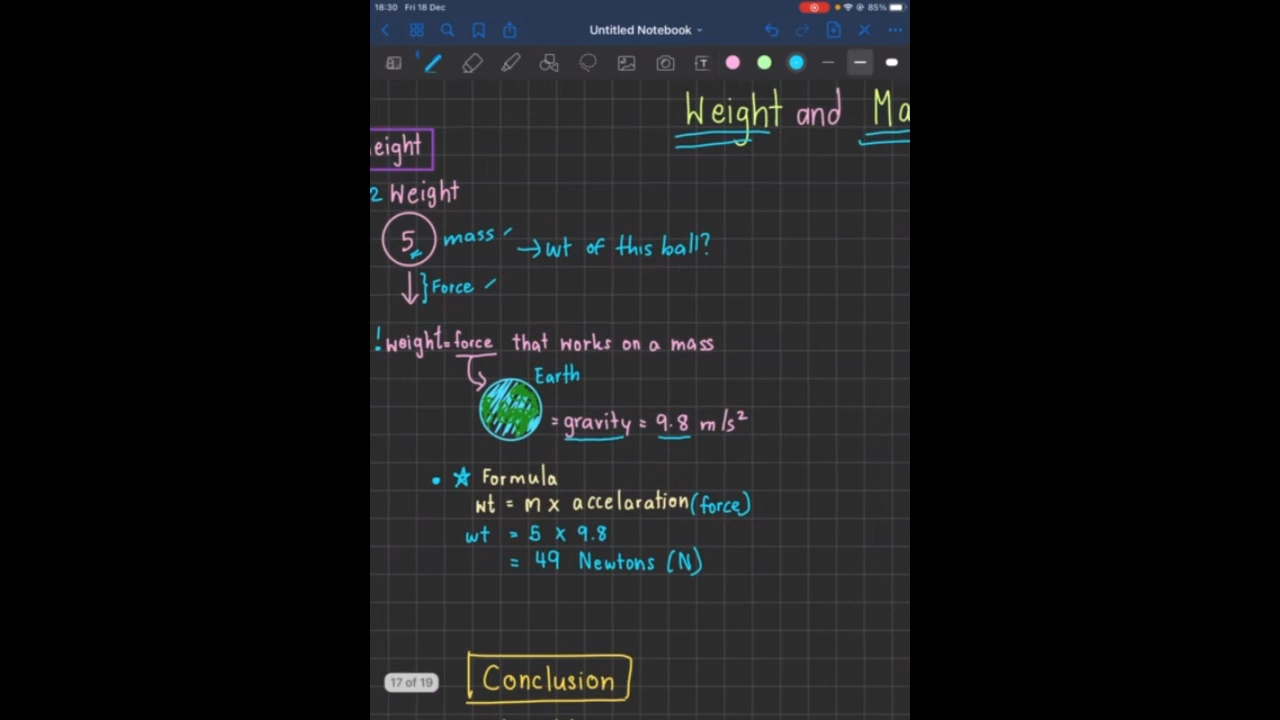 18:30 Fri 18 Dec
85%
Untitled Notebook
Weight and Ma
eight
2 Weight
5 mass → wt of this ball?
Force
! weight = force that works on a mass
Earth
= gravity = 9.8 m/s²
Formula
wt = m x accelaration (force)
wt = 5 x 9.8
= 49 Newtons (N)
17 of 19
Conclusion